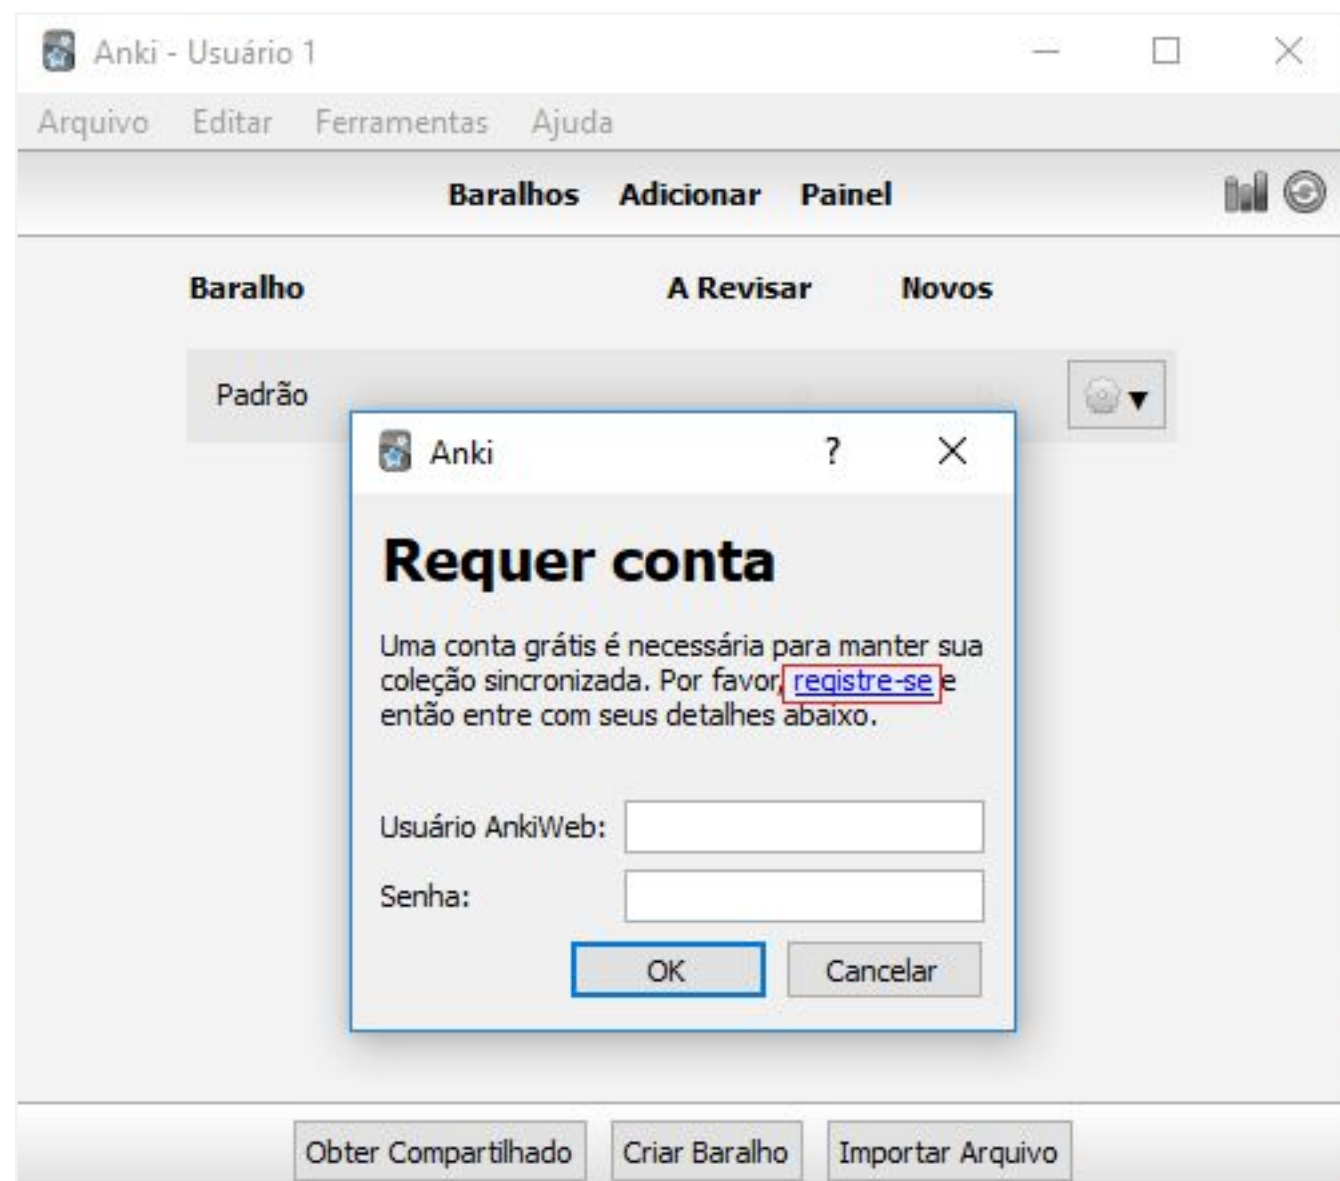 Anki - Usuário 1
Arquivo Editar Ferramentas Ajuda
Baralhos Adicionar Painel
Baralho A Revisar Novos
Padrão
Anki ?
Requer conta
Uma conta grátis é necessária para manter sua
coleção sincronizada. Por favor, registre-se e
então entre com seus detalhes abaixo.
Usuário AnkiWeb:
Senha:
OK Cancelar
Obter Compartilhado Criar Baralho Importar Arquivo